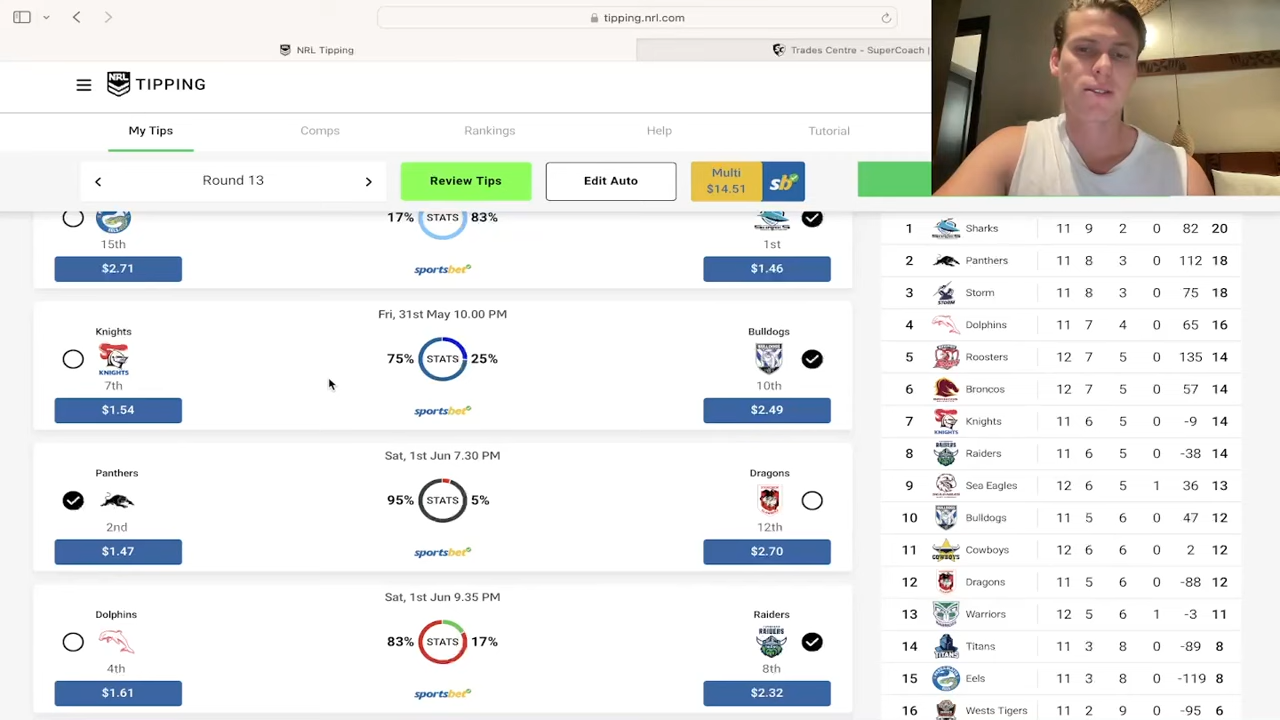 tipping.nrl.com
NRL Tipping
Trades Centre - SuperCoach |
NRL TIPPING
My Tips
Comps
Rankings
Help
Tutorial
Round 13
Review Tips
Edit Auto
Multi
$14.51
sb
17% STATS 83%
15th
1st
$2.71
sportsbet
$1.46
Fri, 31st May 10.00 PM
Knights
Bulldogs
KNIGHTS
75% STATS 25%
7th
10th
$1.54
sportsbet
$2.49
Sat, 1st Jun 7.30 PM
Panthers
Dragons
95% STATS 5%
2nd
12th
$1.47
sportsbet
$2.70
Sat, 1st Jun 9.35 PM
Dolphins
Raiders
83% STATS 17%
4th
8th
$1.61
sportsbet
$2.32
1 Sharks 11 9 2 0 82 20
2 Panthers 11 8 3 0 112 18
3 Storm 11 8 3 0 75 18
4 Dolphins 11 7 4 0 65 16
5 Roosters 12 7 5 0 135 14
6 Broncos 12 7 5 0 57 14
7 Knights 11 6 5 0 -9 14
8 Raiders 11 6 5 0 -38 14
9 Sea Eagles 12 6 5 1 36 13
10 Bulldogs 11 5 6 0 47 12
11 Cowboys 12 6 6 0 2 12
12 Dragons 11 5 6 0 -88 12
13 Warriors 12 5 6 1 -3 11
14 Titans 11 3 8 0 -89 8
15 Eels 11 3 8 0 -119 8
16 Wests Tigers 11 2 9 0 -95 6